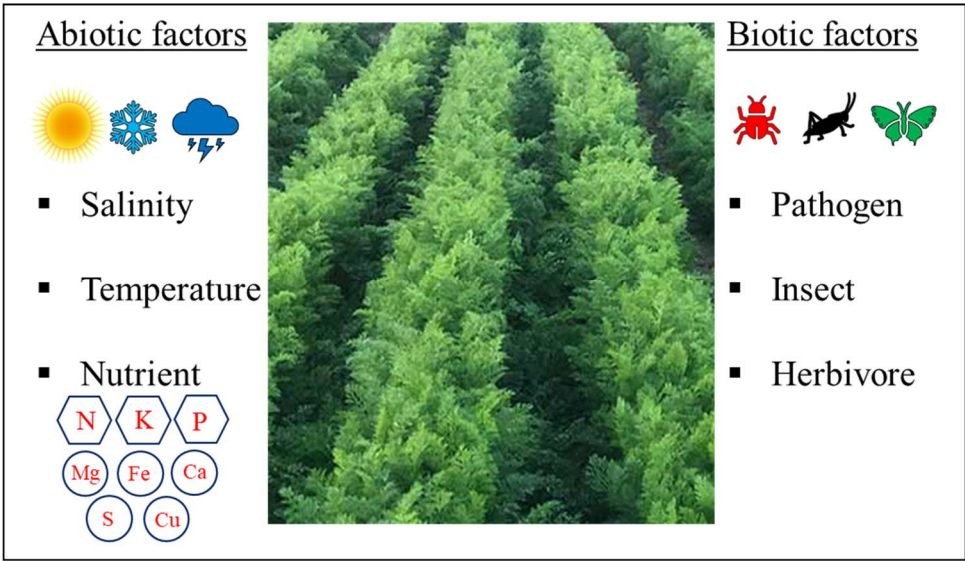 Abiotic factors
▪ Salinity
▪ Temperature
▪ Nutrient
N K P
Mg Fe Ca
S Cu
Biotic factors
▪ Pathogen
▪ Insect
▪ Herbivore